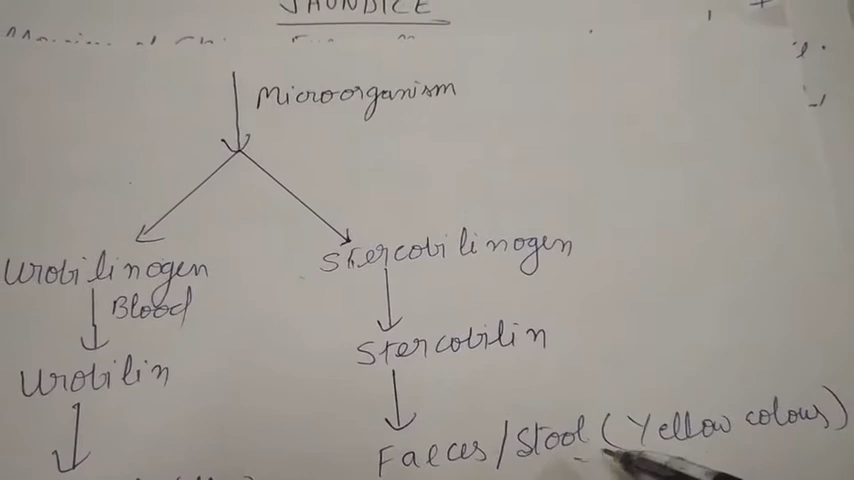 JAUNDICE
Microorganism
Urobilinogen
Stercobilinogen
Blood
Urobilin
Stercobilin
Faeces/Stool (Yellow colour)